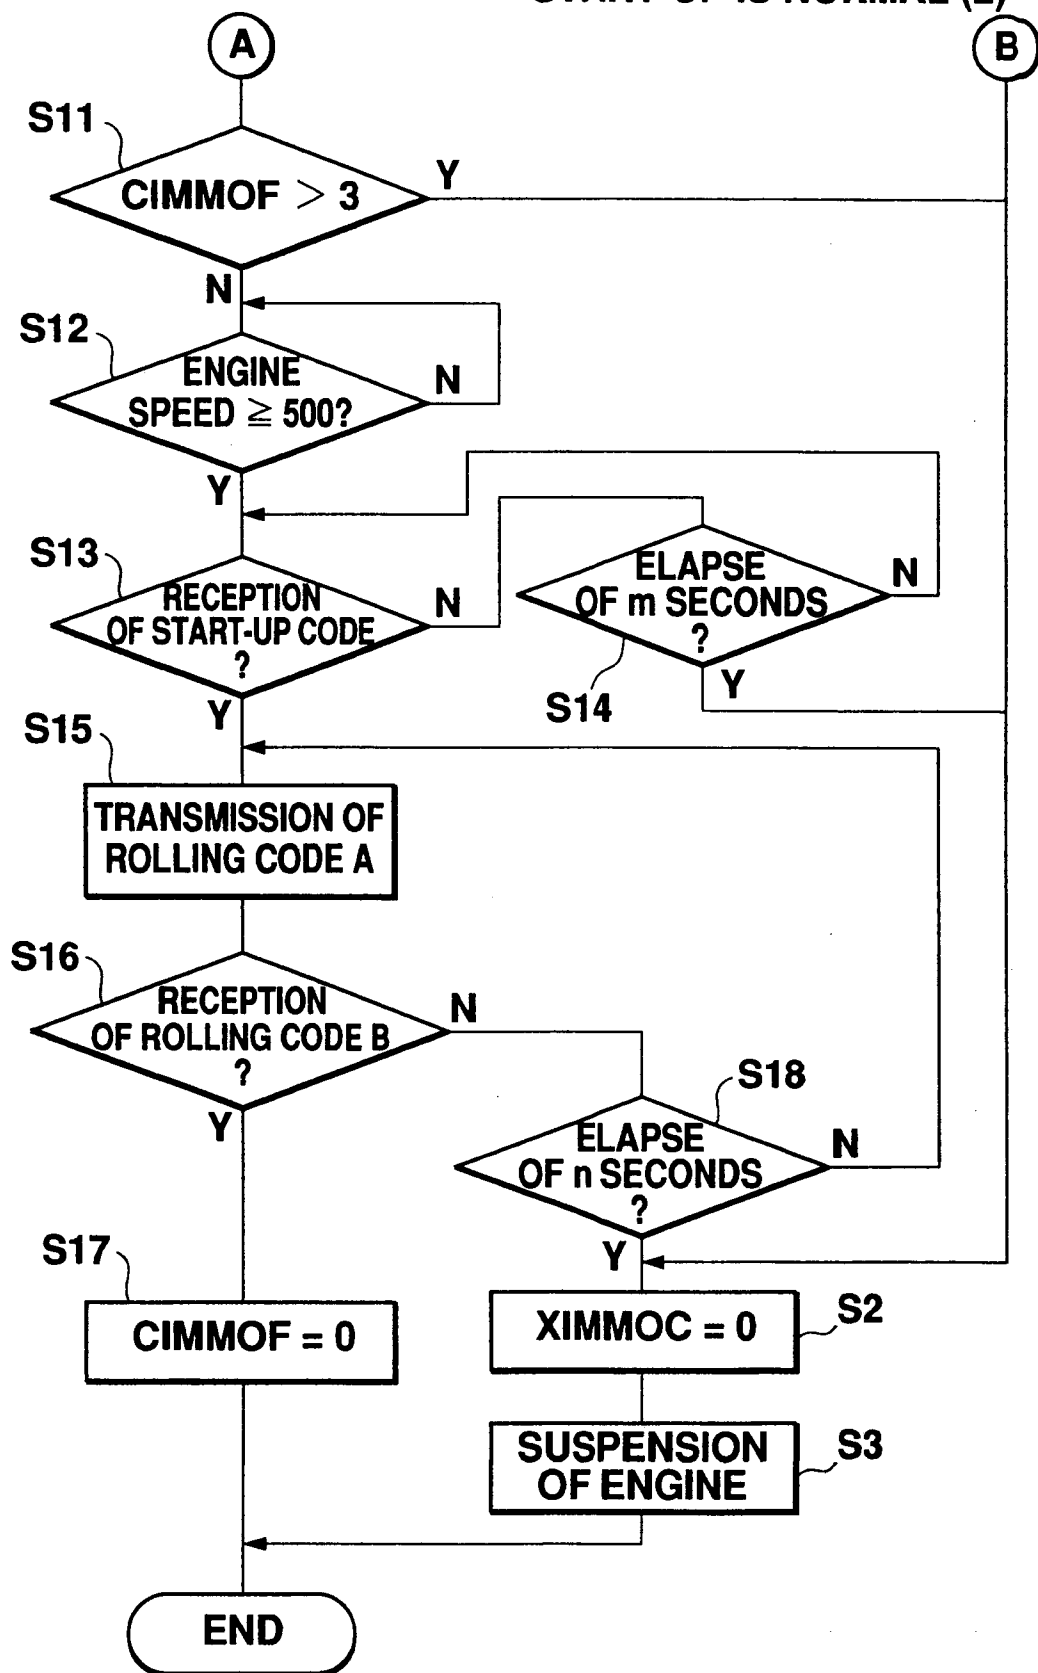 A
B
S11
CIMMOF > 3
Y
N
S12
ENGINE
SPEED ≧ 500?
N
Y
S13
RECEPTION
OF START-UP CODE
?
N
Y
ELAPSE
OF m SECONDS
?
N
S14
Y
S15
TRANSMISSION OF
ROLLING CODE A
S16
RECEPTION
OF ROLLING CODE B
?
N
Y
S18
ELAPSE
OF n SECONDS
?
N
Y
S17
CIMMOF = 0
XIMMOC = 0
S2
SUSPENSION
OF ENGINE
S3
END